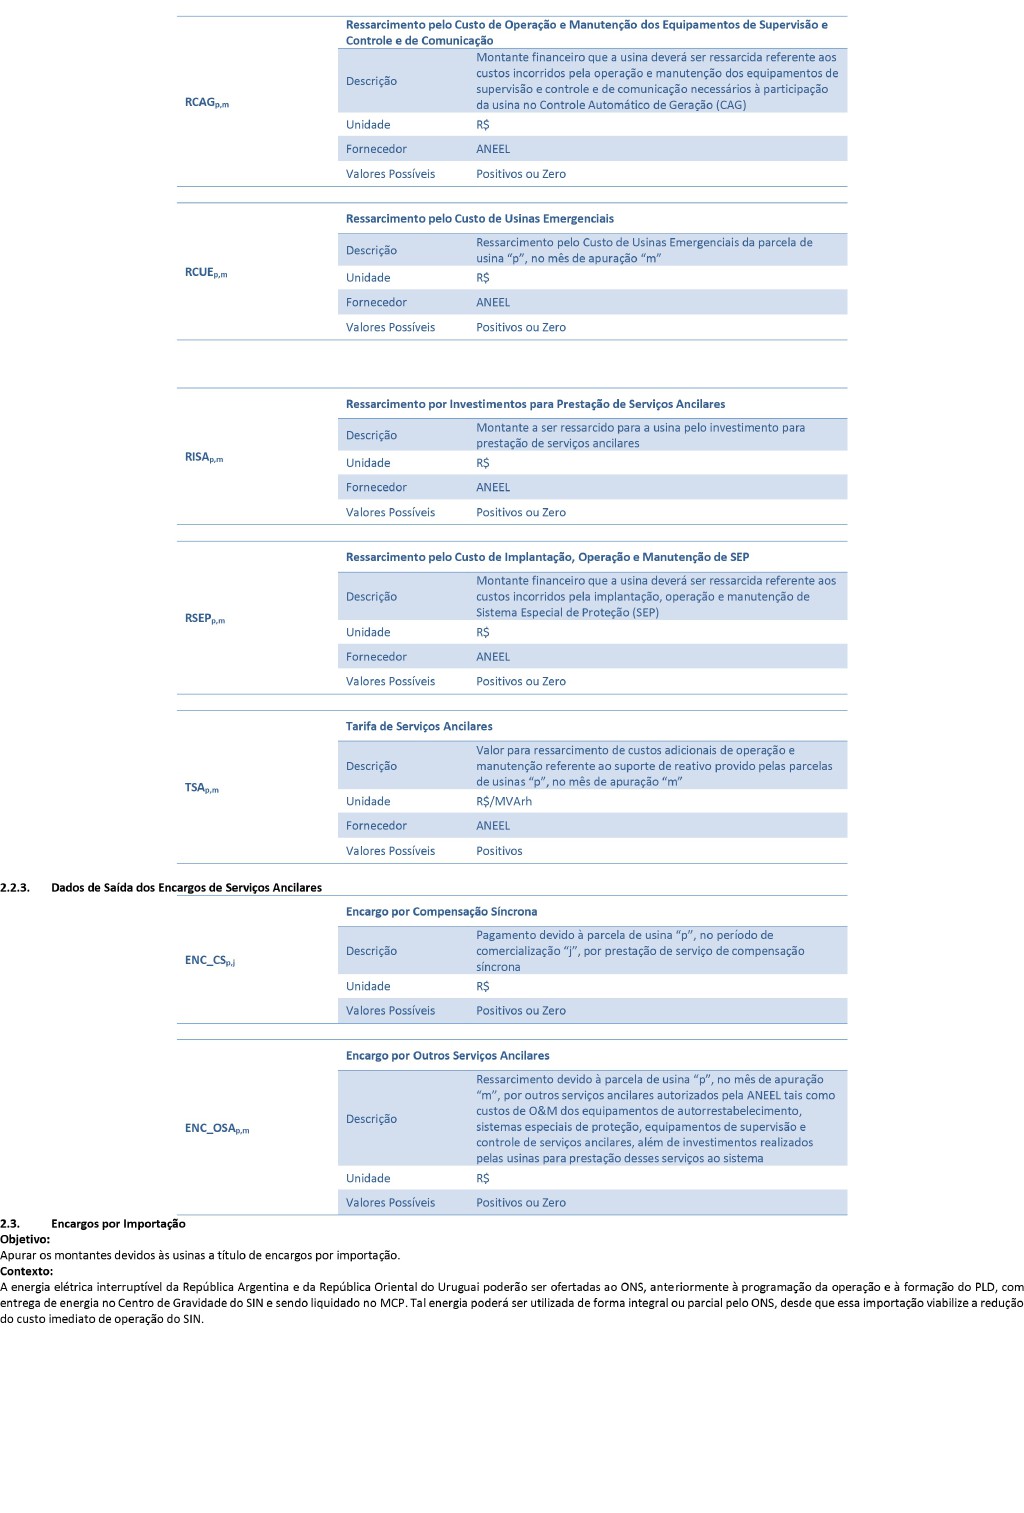 Ressarcimento pelo Custo de Operação e Manutenção dos Equipamentos de Supervisão e
Controle e de Comunicação
RCAGp,m
Descrição
Montante financeiro que a usina deverá ser ressarcida referente aos
custos incorridos pela operação e manutenção dos equipamentos de
supervisão e controle e de comunicação necessários à participação
da usina no Controle Automático de Geração (CAG)
Unidade R$
Fornecedor ANEEL
Valores Possíveis Positivos ou Zero
Ressarcimento pelo Custo de Usinas Emergenciais
RCUEp,m
Descrição
Ressarcimento pelo Custo de Usinas Emergenciais da parcela de
usina “p”, no mês de apuração “m”
Unidade R$
Fornecedor ANEEL
Valores Possíveis Positivos ou Zero
Ressarcimento por Investimentos para Prestação de Serviços Ancilares
RISAp,m
Descrição
Montante a ser ressarcido para a usina pelo investimento para
prestação de serviços ancilares
Unidade R$
Fornecedor ANEEL
Valores Possíveis Positivos ou Zero
Ressarcimento pelo Custo de Implantação, Operação e Manutenção de SEP
RSEPp,m
Descrição
Montante financeiro que a usina deverá ser ressarcida referente aos
custos incorridos pela implantação, operação e manutenção de
Sistema Especial de Proteção (SEP)
Unidade R$
Fornecedor ANEEL
Valores Possíveis Positivos ou Zero
Tarifa de Serviços Ancilares
TSAp,m
Descrição
Valor para ressarcimento de custos adicionais de operação e
manutenção referente ao suporte de reativo provido pelas parcelas
de usinas “p”, no mês de apuração “m”
Unidade R$/MVArh
Fornecedor ANEEL
Valores Possíveis Positivos
2.2.3. Dados de Saída dos Encargos de Serviços Ancilares
Encargo por Compensação Síncrona
ENC_CSp,j
Descrição
Pagamento devido à parcela de usina “p”, no período de
comercialização “j”, por prestação de serviço de compensação
síncrona
Unidade R$
Valores Possíveis Positivos ou Zero
Encargo por Outros Serviços Ancilares
ENC_OSAp,m
Descrição
Ressarcimento devido à parcela de usina “p”, no mês de apuração
“m”, por outros serviços ancilares autorizados pela ANEEL tais como
custos de O&M dos equipamentos de autorrestabelecimento,
sistemas especiais de proteção, equipamentos de supervisão e
controle de serviços ancilares, além de investimentos realizados
pelas usinas para prestação desses serviços ao sistema
Unidade R$
Valores Possíveis Positivos ou Zero
2.3. Encargos por Importação
Objetivo:
Apurar os montantes devidos às usinas a título de encargos por importação.
Contexto:
A energia elétrica interruptível da República Argentina e da República Oriental do Uruguai poderão ser ofertadas ao ONS, anteriormente à programação da operação e à formação do PLD, com
entrega de energia no Centro de Gravidade do SIN e sendo liquidado no MCP. Tal energia poderá ser utilizada de forma integral ou parcial pelo ONS, desde que essa importação viabilize a redução
do custo imediato de operação do SIN.